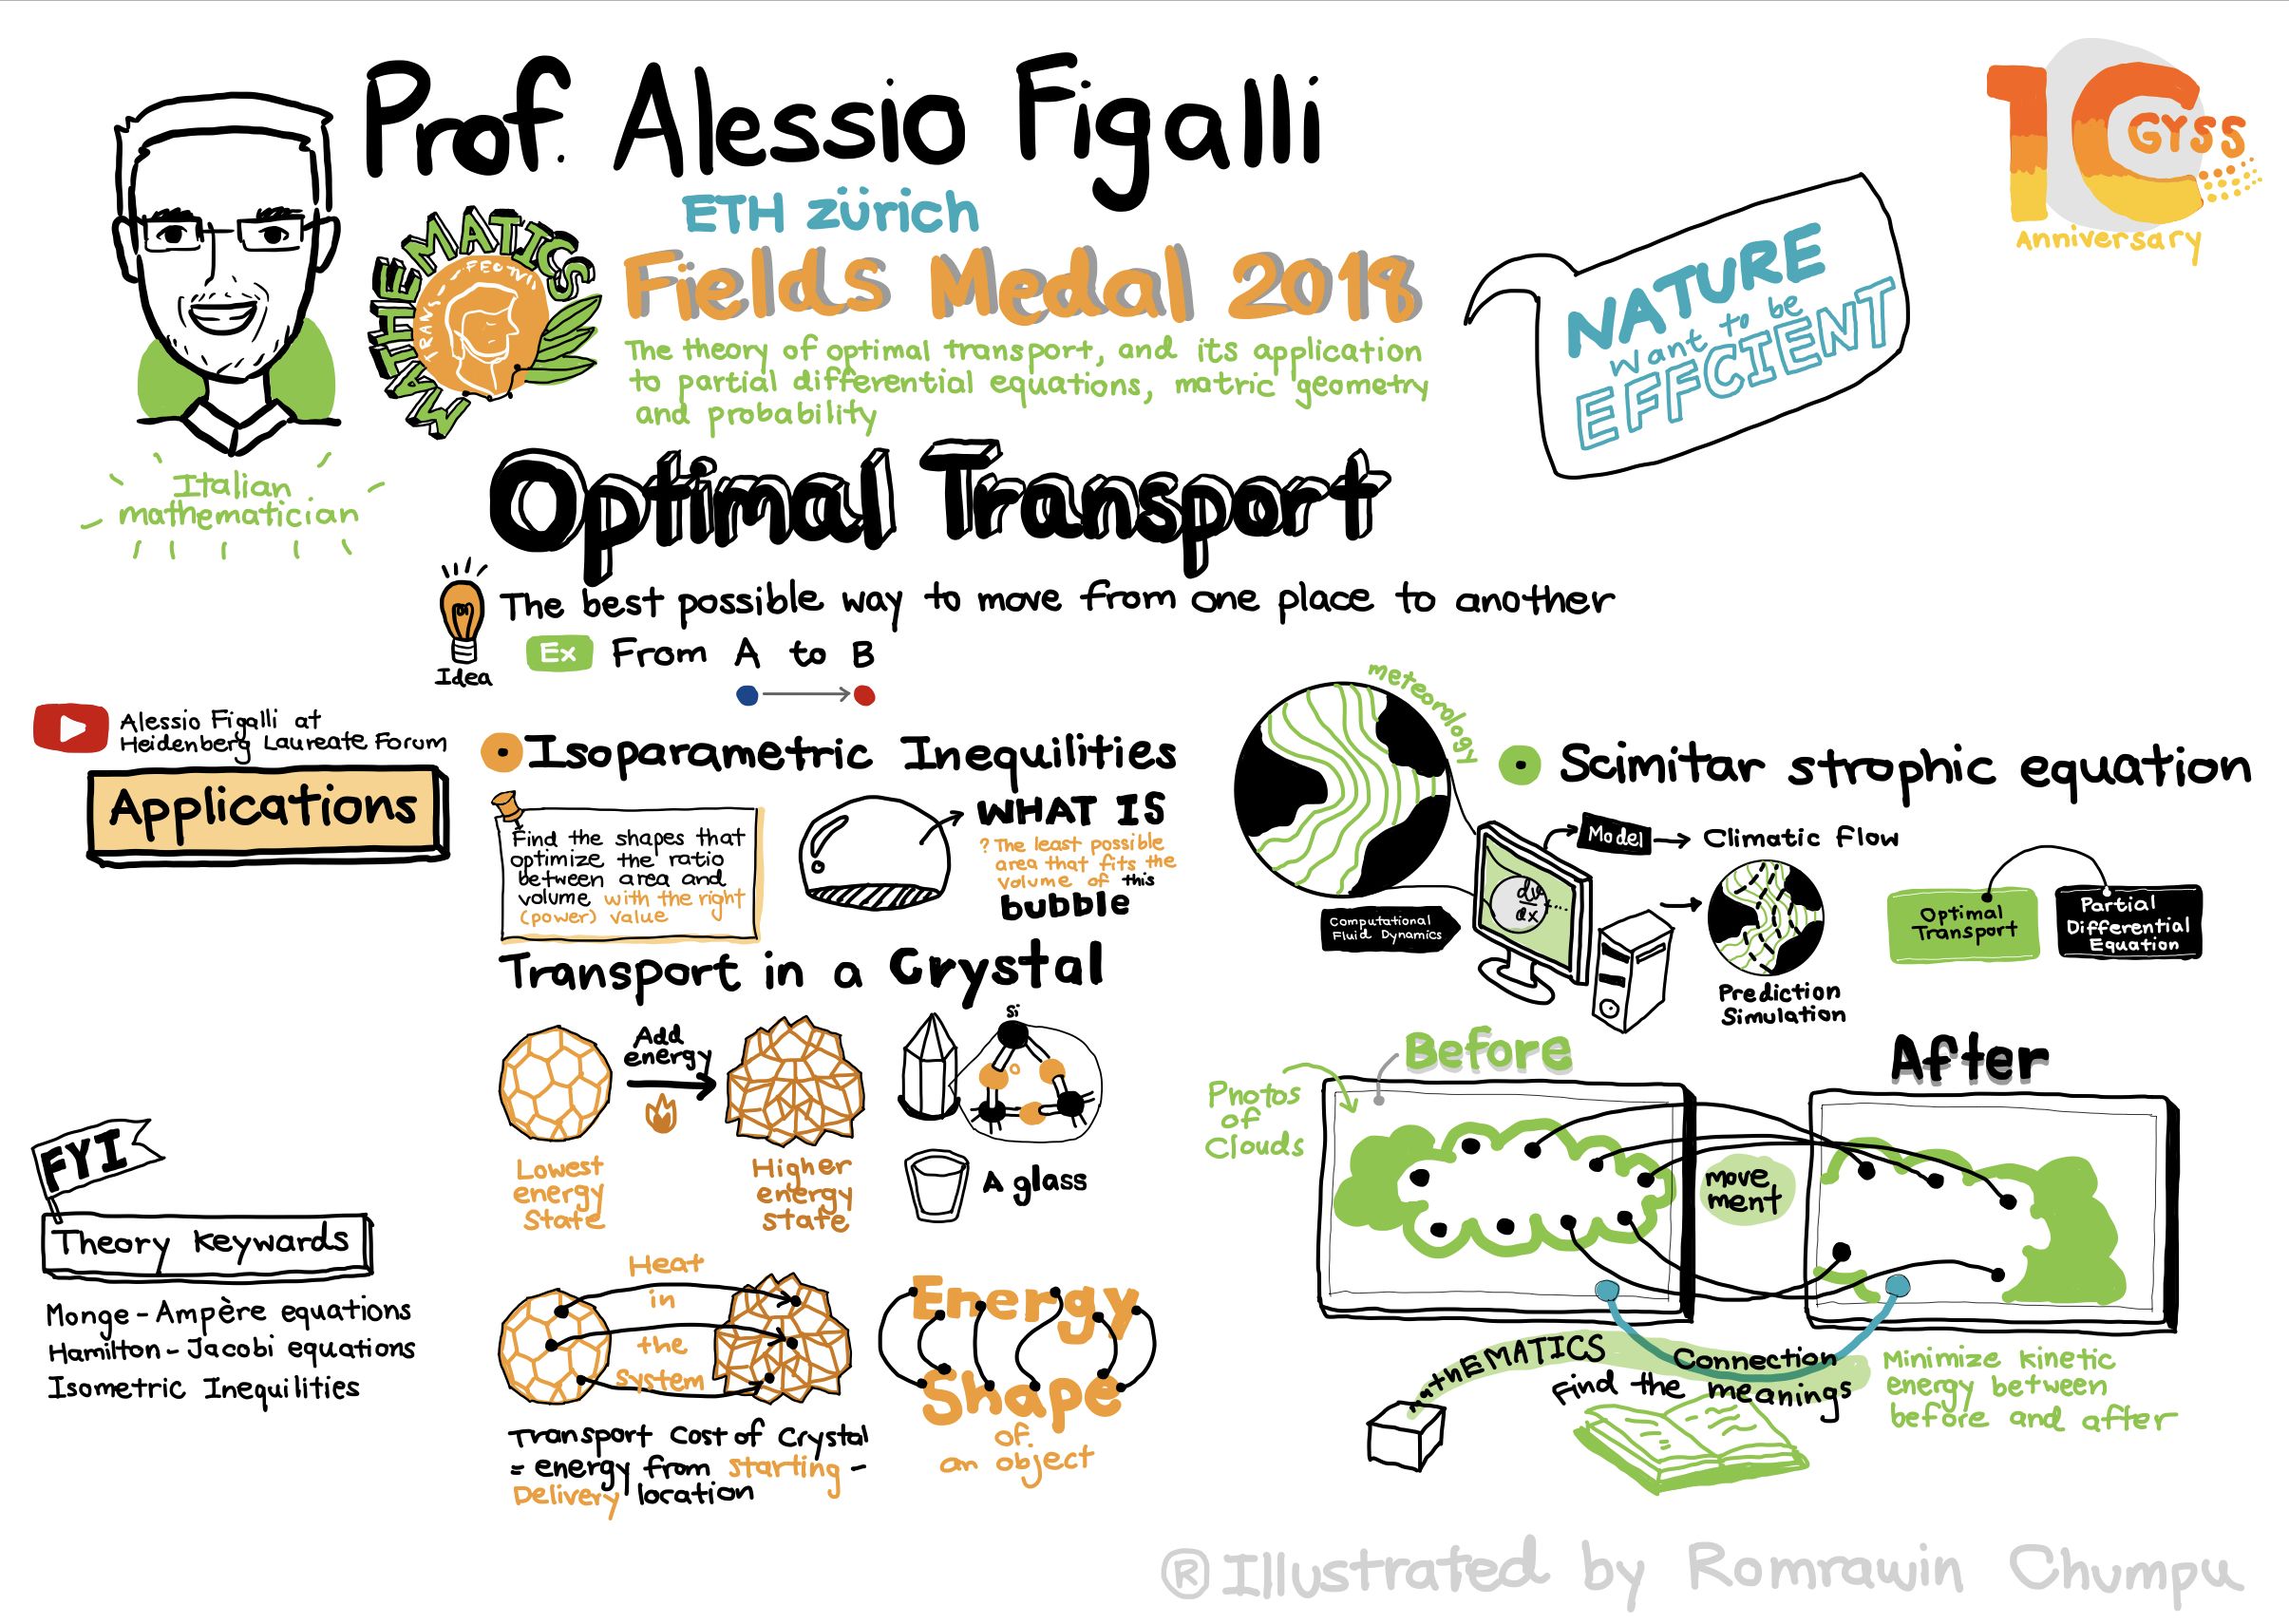 Prof. Alessio Figalli
10
GYSS
Anniversary
ETH zürich
MATHEMATICS
Fields Medal 2018
The theory of optimal transport, and its application
to partial differential equations, matric geometry
and probability
NATURE
want to be
EFFCIENT
Italian
mathematician
Optimal Transport
Idea
The best possible way to move from one place to another
Ex From A to B
Alessio Figalli at
Heidenberg Laureate Forum
Applications
Isoparametric Inequilities
Find the shapes that
optimize the ratio
between area and
volume with the right
(power) value
WHAT IS
? The least possible
area that fits the
volume of this
bubble
Transport in a Crystal
Add
energy
Lowest
energy
State
Higher
energy
state
Si
O
A glass
Heat
in
the
System
Transport Cost of Crystal
= energy from starting -
Delivery location
Energy
Shape
of
an object
meteorology
Scimitar strophic equation
Model
Climatic Flow
Computational
Fluid Dynamics
Prediction
Simulation
Optimal
Transport
Partial
Differential
Equation
Before
After
Photos
of
Clouds
move
ment
MATHEMATICS
Connection
Find the meanings
Minimize kinetic
energy between
before and after
FYI
Theory Keywards
Monge-Ampère equations
Hamilton-Jacobi equations
Isometric Inequilities
® Illustrated by Romrawin Chumpu